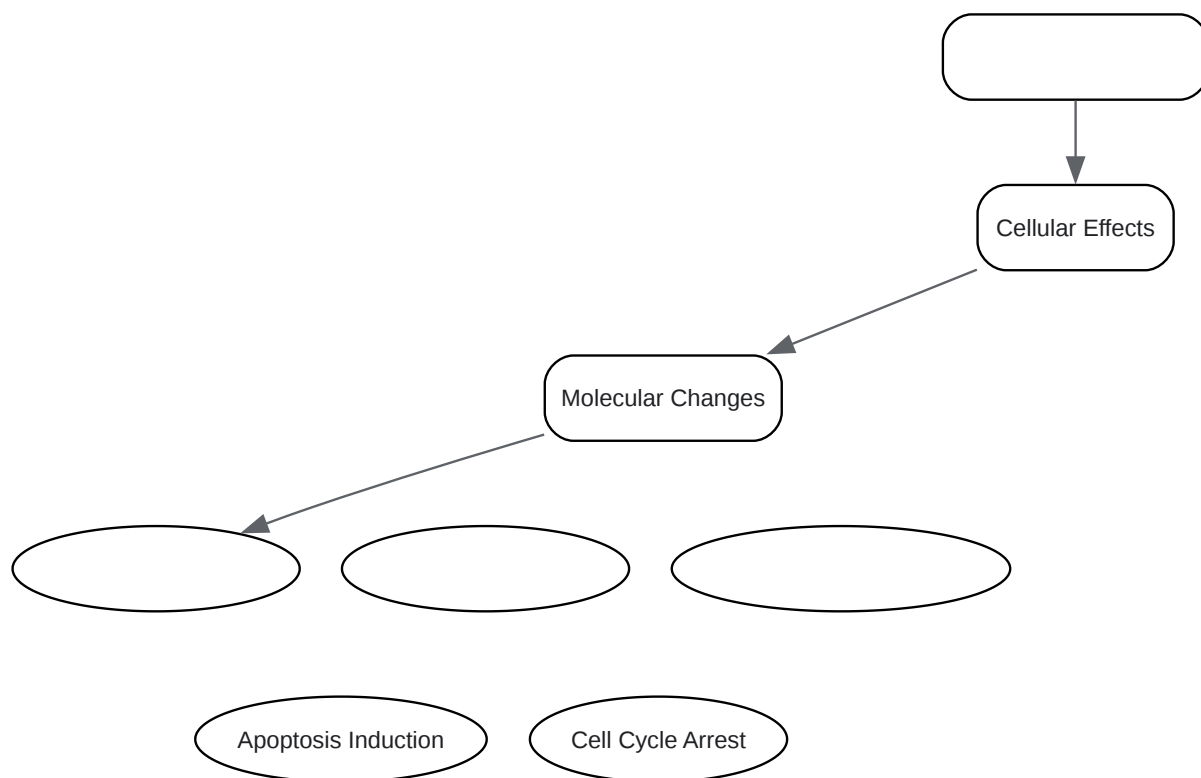 Cellular Effects
Molecular Changes
Apoptosis Induction
Cell Cycle Arrest